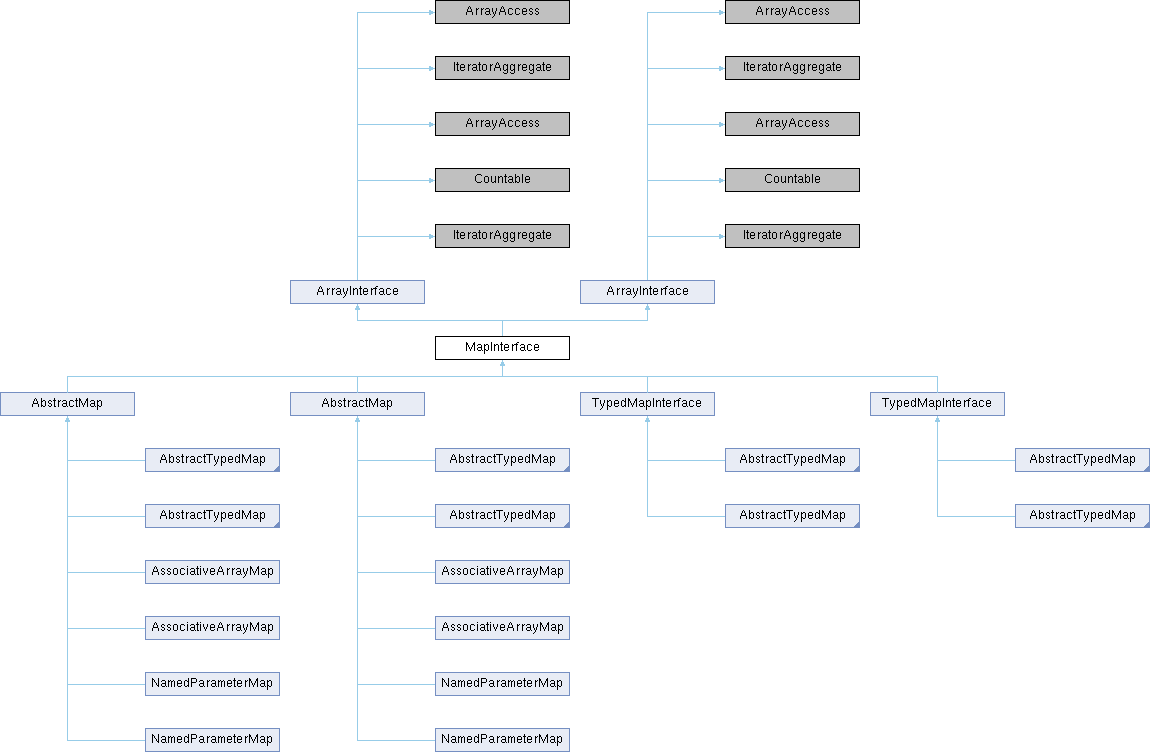 ArrayAccess
ArrayAccess
IteratorAggregate
IteratorAggregate
ArrayAccess
ArrayAccess
Countable
Countable
IteratorAggregate
IteratorAggregate
ArrayInterface
ArrayInterface
MapInterface
AbstractMap
AbstractMap
TypedMapInterface
TypedMapInterface
AbstractTypedMap
AbstractTypedMap
AbstractTypedMap
AbstractTypedMap
AbstractTypedMap
AbstractTypedMap
AbstractTypedMap
AbstractTypedMap
AssociativeArrayMap
AssociativeArrayMap
AssociativeArrayMap
AssociativeArrayMap
NamedParameterMap
NamedParameterMap
NamedParameterMap
NamedParameterMap